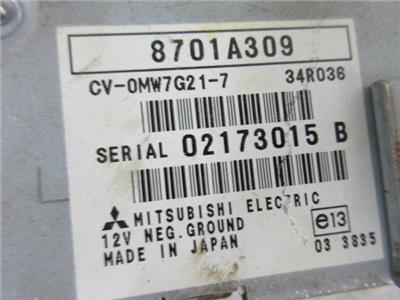 8701A309
CV-0MW7G21-7 34R036
SERIAL 02173015 B
MITSUBISHI ELECTRIC
12V NEG. GROUND
MADE IN JAPAN
e13
03 3835